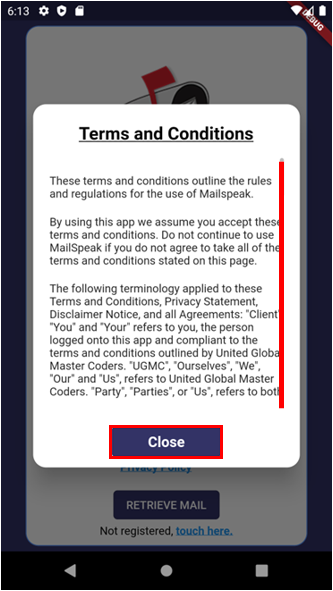 6:13
DEBUG
Terms and Conditions
These terms and conditions outline the rules
and regulations for the use of Mailspeak.
By using this app we assume you accept these
terms and conditions. Do not continue to use
MailSpeak if you do not agree to take all of the
terms and conditions stated on this page.
The following terminology applied to these
Terms and Conditions, Privacy Statement,
Disclaimer Notice, and all Agreements: "Client"
"You" and "Your" refers to you, the person
logged onto this app and compliant to the
terms and conditions outlined by United Global
Master Coders. "UGMC", "Ourselves", "We",
"Our" and "Us", refers to United Global Master
Coders. "Party", "Parties", or "Us", refers to both
Close
Privacy Policy
RETRIEVE MAIL
Not registered, touch here.